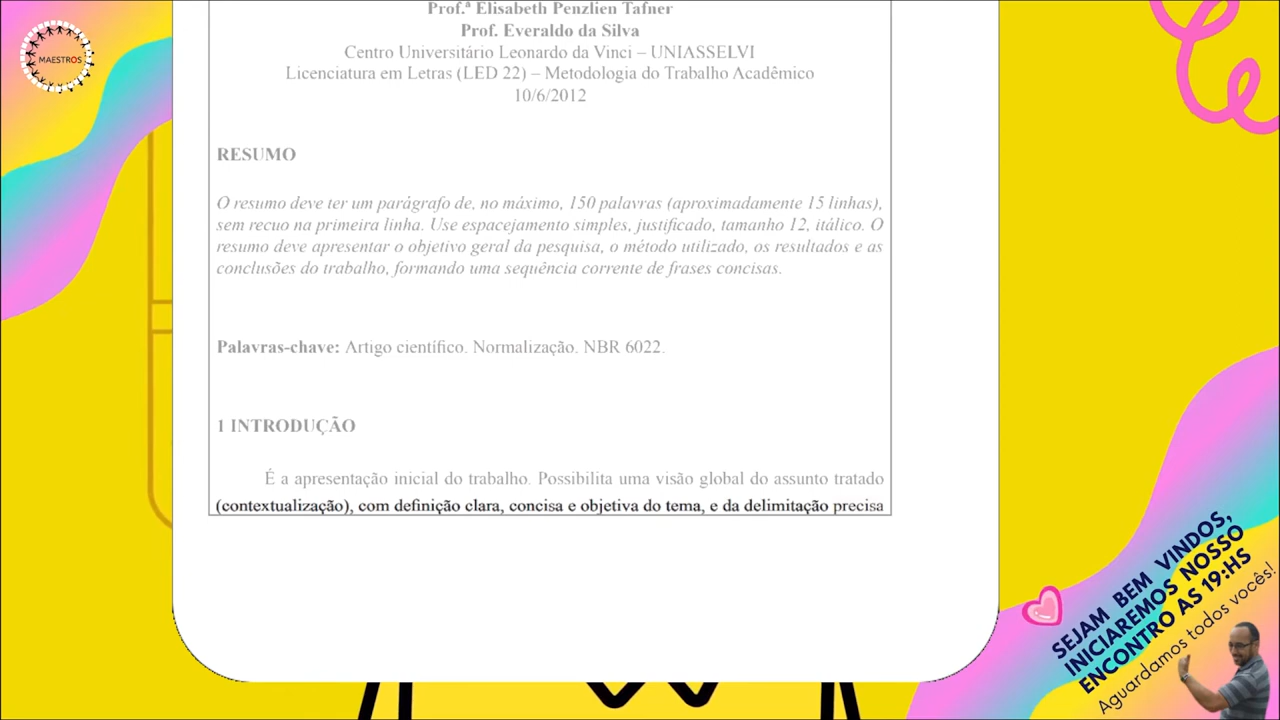 MAESTROS
Prof.ª Elisabeth Penzlien Tafner
Prof. Everaldo da Silva
Centro Universitário Leonardo da Vinci – UNIASSELVI
Licenciatura em Letras (LED 22) – Metodologia do Trabalho Acadêmico
10/6/2012
RESUMO
O resumo deve ter um parágrafo de, no máximo, 150 palavras (aproximadamente 15 linhas),
sem recuo na primeira linha. Use espacejamento simples, justificado, tamanho 12, itálico. O
resumo deve apresentar o objetivo geral da pesquisa, o método utilizado, os resultados e as
conclusões do trabalho, formando uma sequência corrente de frases concisas.
Palavras-chave: Artigo científico. Normalização. NBR 6022.
1 INTRODUÇÃO
É a apresentação inicial do trabalho. Possibilita uma visão global do assunto tratado
(contextualização), com definição clara, concisa e objetiva do tema, e da delimitação precisa
SEJAM BEM VINDOS,
INICIAREMOS NOSSO
ENCONTRO AS 19:HS
Aguardamos todos vocês!